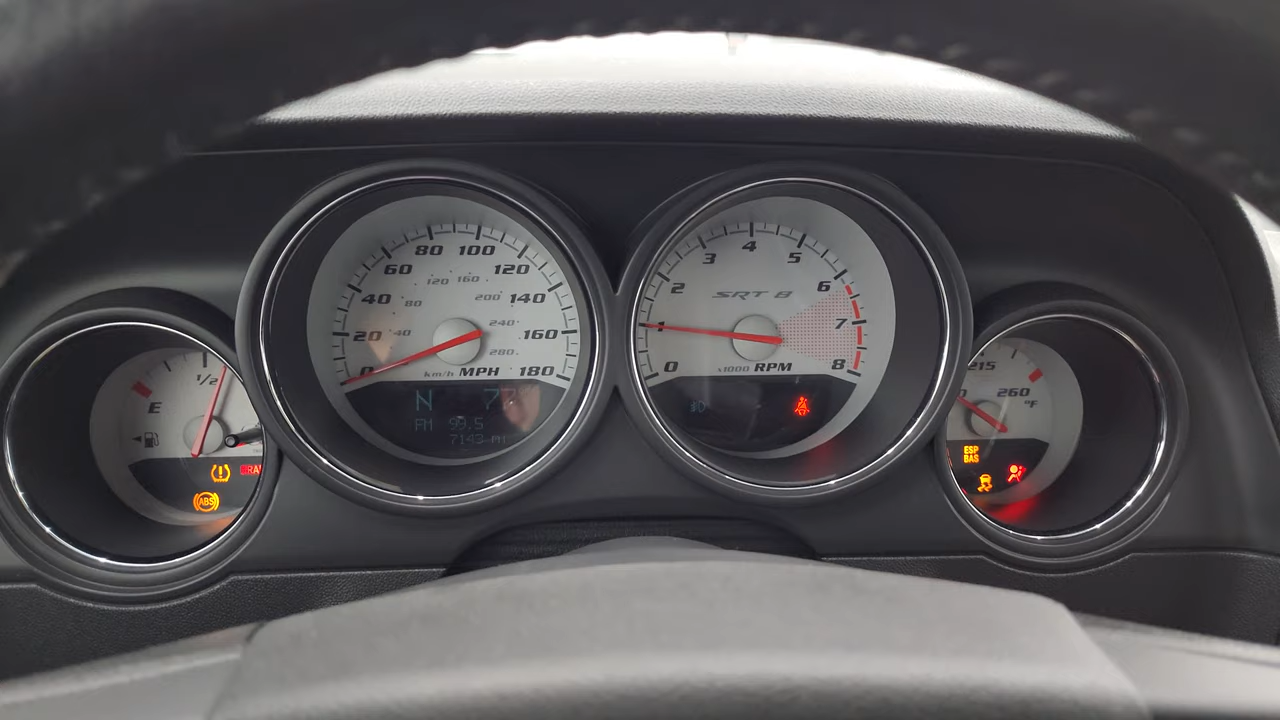 1/2
E
ABS
0
20
40
60
80
100
120
140
160
180
40
80
120 160
200
240
280
km/h MPH
N 7
FM 99.5
7143 MI
SRT 8
0
1
2
3
4
5
6
7
8
x1000 RPM
215
260
°F
ESP
BAS